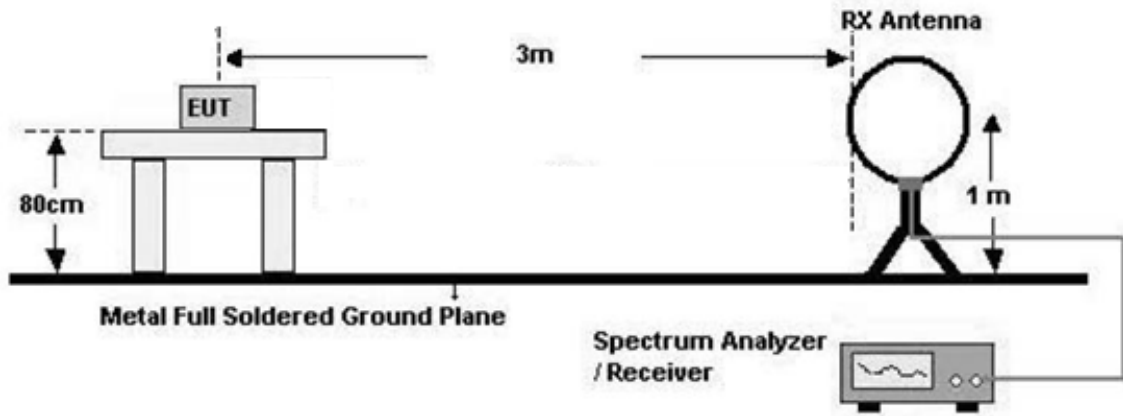 RX Antenna
3m
EUT
80cm
1 m
Metal Full Soldered Ground Plane
Spectrum Analyzer
/ Receiver